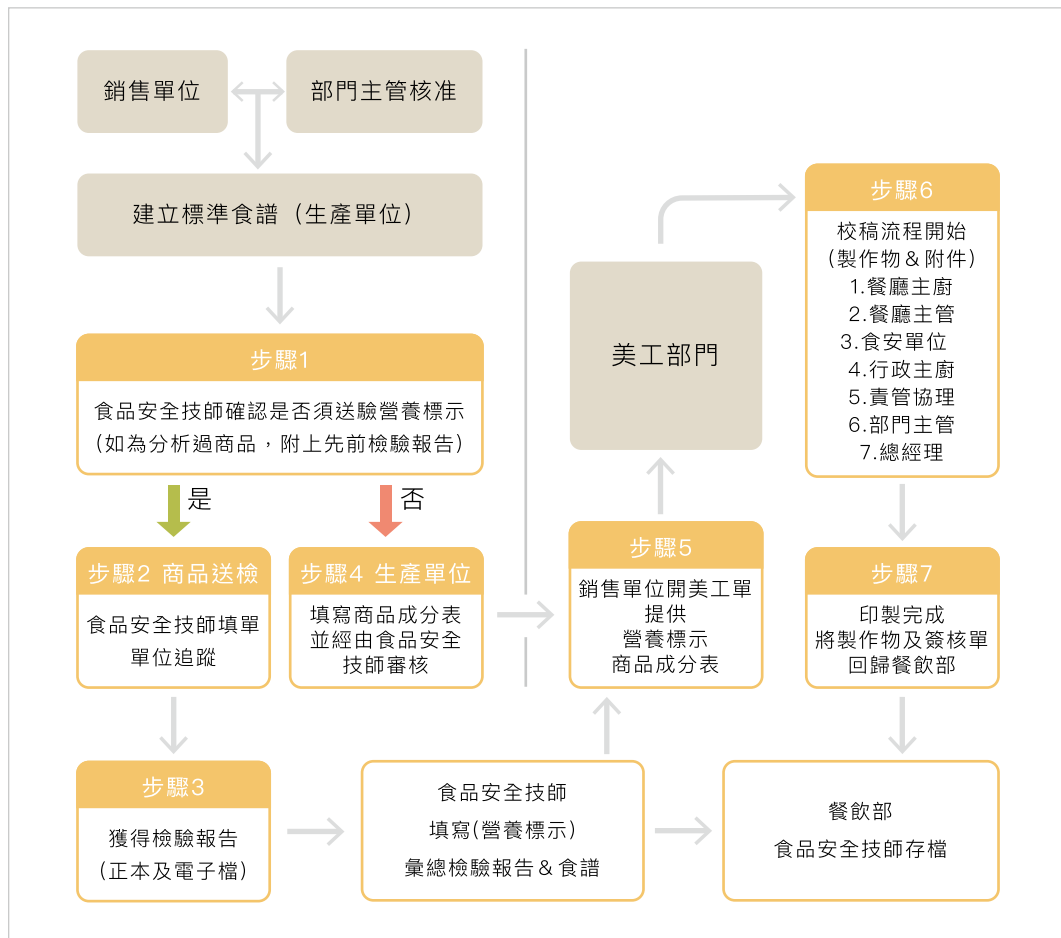 銷售單位
部門主管核准
建立標準食譜（生產單位）
步驟1
食品安全技師確認是否須送驗營養標示
（如為分析過商品，附上先前檢驗報告）
是
否
步驟2 商品送檢
食品安全技師填單
單位追蹤
步驟4 生產單位
填寫商品成分表
並經由食品安全
技師審核
步驟3
獲得檢驗報告
(正本及電子檔)
食品安全技師
填寫(營養標示)
彙總檢驗報告＆食譜
步驟5
銷售單位開美工單
提供
營養標示
商品成分表
美工部門
步驟6
校稿流程開始
(製作物＆附件)
1.餐廳主廚
2.餐廳主管
3.食安單位
4.行政主廚
5.責管協理
6.部門主管
7.總經理
步驟7
印製完成
將製作物及簽核單
回歸餐飲部
餐飲部
食品安全技師存檔